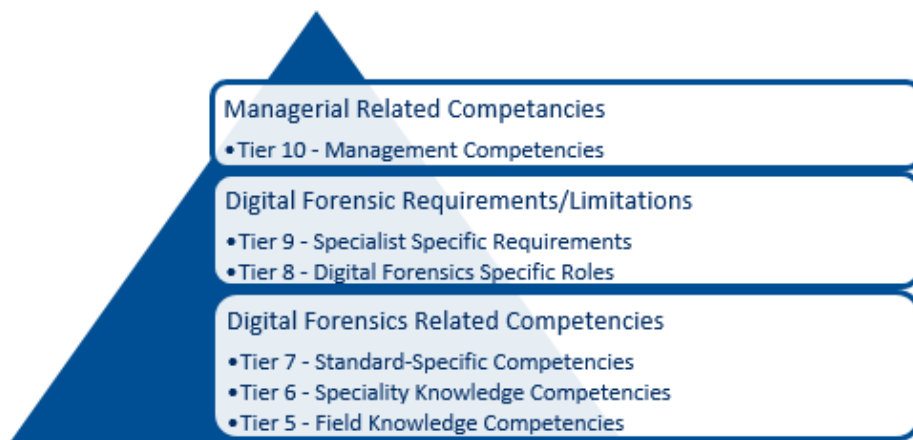 Managerial Related Competancies
•Tier 10 - Management Competencies
Digital Forensic Requirements/Limitations
•Tier 9 - Specialist Specific Requirements
•Tier 8 - Digital Forensics Specific Roles
Digital Forensics Related Competencies
•Tier 7 - Standard-Specific Competencies
•Tier 6 - Speciality Knowledge Competencies
•Tier 5 - Field Knowledge Competencies